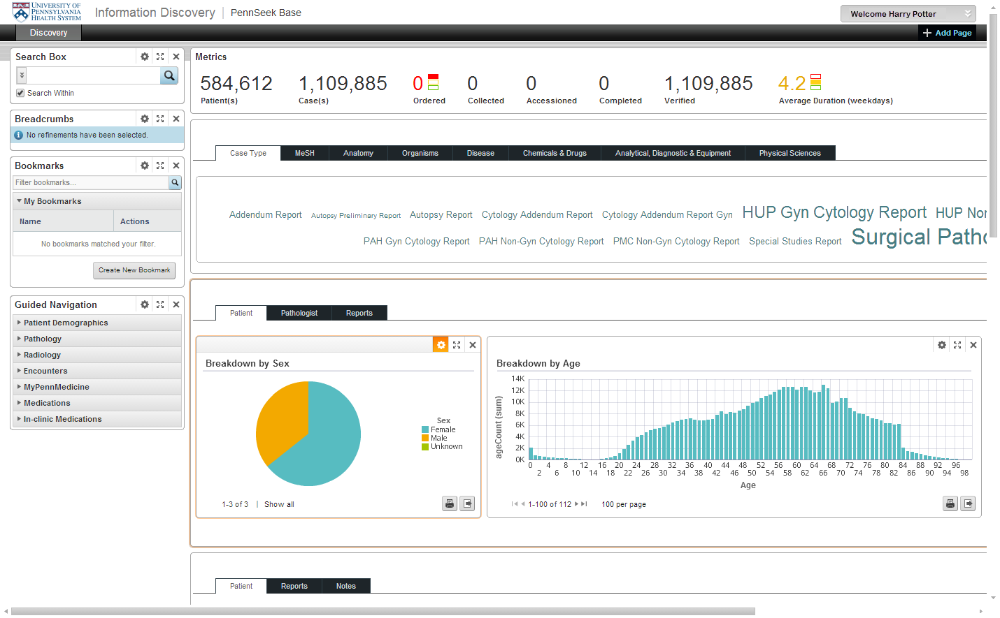 UNIVERSITY OF
PENNSYLVANIA
HEALTH SYSTEM
Information Discovery | PennSeek Base
Welcome Harry Potter
Discovery
+ Add Page
Search Box
Search Within
Breadcrumbs
No refinements have been selected.
Bookmarks
Filter bookmarks...
My Bookmarks
Name Actions
No bookmarks matched your filter.
Create New Bookmark
Guided Navigation
Patient Demographics
Pathology
Radiology
Encounters
MyPennMedicine
Medications
In-clinic Medications
Metrics
584,612 1,109,885 0 0 0 0 1,109,885 4.2
Patient(s) Case(s) Ordered Collected Accessioned Completed Verified Average Duration (weekdays)
Case Type MeSH Anatomy Organisms Disease Chemicals & Drugs Analytical, Diagnostic & Equipment Physical Sciences
Addendum Report Autopsy Preliminary Report Autopsy Report Cytology Addendum Report Cytology Addendum Report Gyn HUP Gyn Cytology Report HUP Nor
PAH Gyn Cytology Report PAH Non-Gyn Cytology Report PMC Non-Gyn Cytology Report Special Studies Report Surgical Patho
Patient Pathologist Reports
Breakdown by Sex
Sex
Female
Male
Unknown
1-3 of 3 | Show all
Breakdown by Age
ageCount (sum)
14K
12K
10K
8K
6K
4K
2K
0K
0 4 8 12 16 20 24 28 32 36 40 44 48 52 56 60 64 68 72 76 80 84 88 92 96
2 6 10 14 18 22 26 30 34 38 42 46 50 54 58 62 66 70 74 78 82 86 90 94 98
Age
1-100 of 112 100 per page
Patient Reports Notes